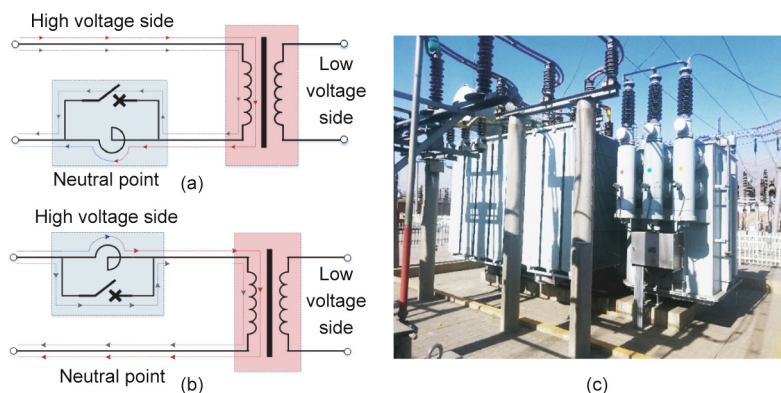 High voltage side
Low
voltage
side
Neutral point
(a)
High voltage side
Low
voltage
side
Neutral point
(b)
(c)